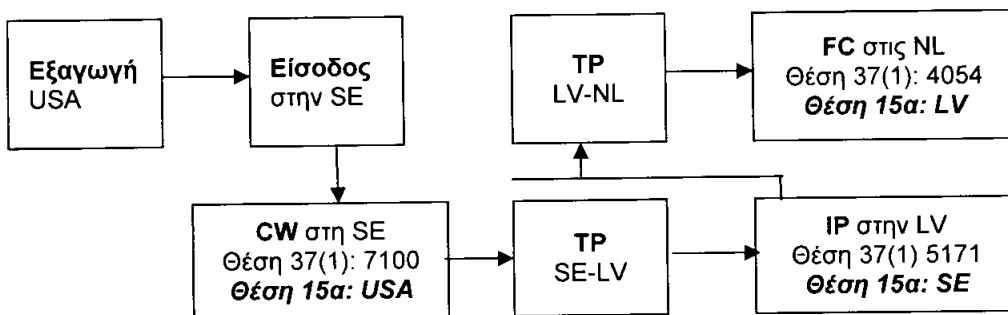 Εξαγωγή
USA
Είσοδος
στην SE
TP
LV-NL
FC στις NL
Θέση 37(1): 4054
Θέση 15α: LV
CW στη SE
Θέση 37(1): 7100
Θέση 15α: USA
TP
SE-LV
IP στην LV
Θέση 37(1) 5171
Θέση 15α: SE